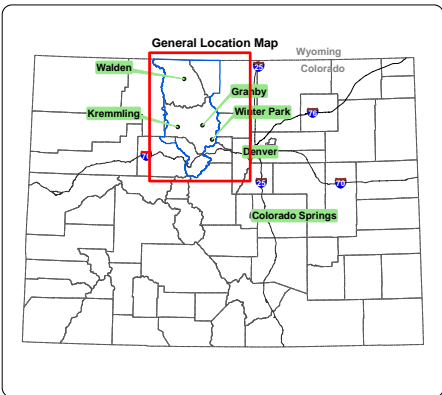 General Location Map
Wyoming
Colorado
Walden
25
Granby
Kremmling
Winter Park
76
Denver
70
25
70
Colorado Springs